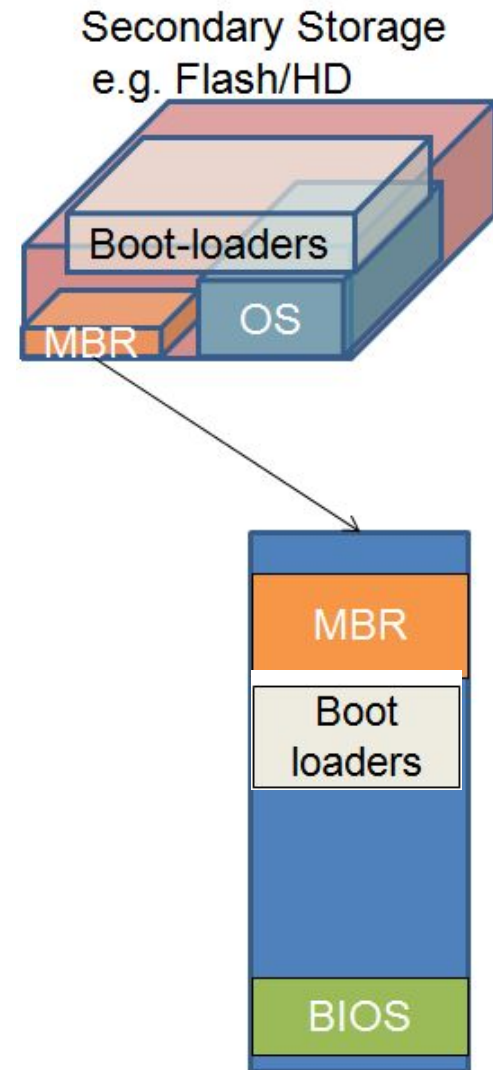 Secondary Storage
e.g. Flash/HD
Boot-loaders
OS
MBR
MBR
Boot
loaders
BIOS